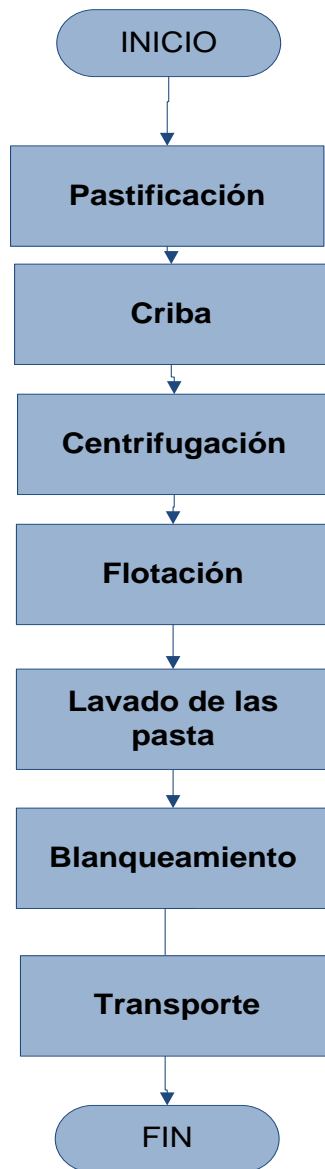 INICIO
Pastificación
Criba
Centrifugación
Flotación
Lavado de las
pasta
Blanqueamiento
Transporte
FIN